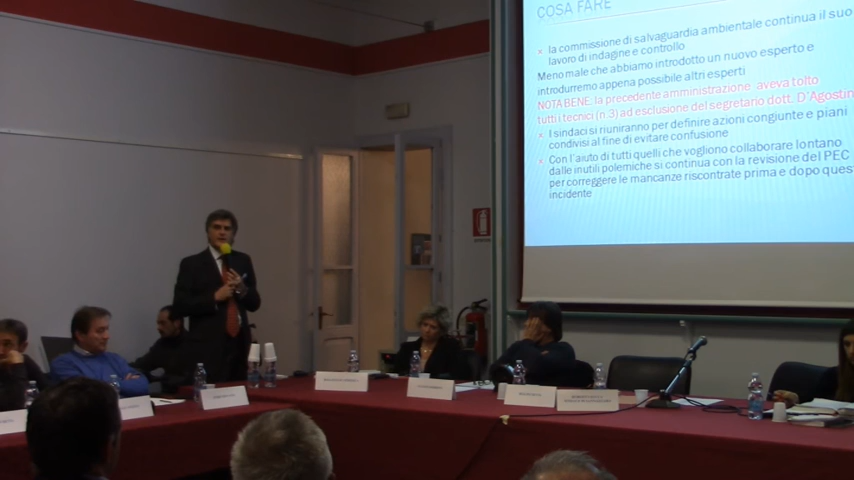 COSA FARE
la commissione di salvaguardia ambientale continua il suo
lavoro di indagine e controllo
Meno male che abbiamo introdotto un nuovo esperto e
introdurremo appena possibile altri esperti
NOTA BENE: la precedente amministrazione aveva tolto
tutti i tecnici (n.3) ad esclusione del segretario dott. D'Agostin
I sindaci si riuniranno per definire azioni congiunte e piani
condivisi al fine di evitare confusione
Con l'aiuto di tutti quelli che vogliono collaborare lontano
dalle inutili polemiche si continua con la revisione del PEC
per correggere le mancanze riscontrate prima e dopo ques
incidente